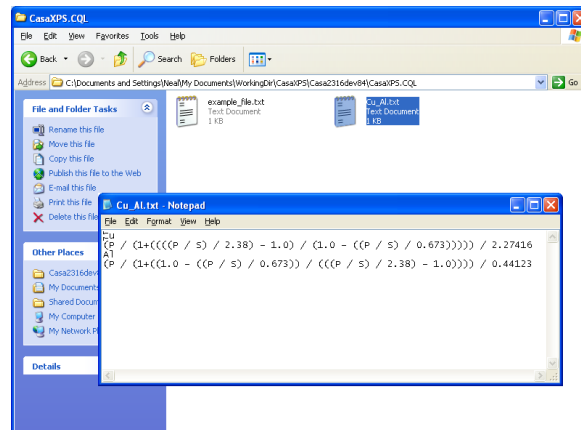 CasaXPS.CQL
File Edit View Favorites Tools Help
Back Search Folders
Address C:\Documents and Settings\Neal\My Documents\WorkingDir\CasaXPS\Casa2316dev84\CasaXPS.CQL Go
File and Folder Tasks
Rename this file
Move this file
Copy this file
Publish this file to the Web
E-mail this file
Print this file
Delete this file
Other Places
Casa2316dev
My Documents
Shared Docum
My Computer
My Network P
Details
example_file.txt
Text Document
1 KB
Cu_Al.txt
Text Document
1 KB
Cu_Al.txt - Notepad
File Edit Format View Help
Cu
(P / (1+((((P / S) / 2.38) - 1.0) / (1.0 - ((P / S) / 0.673))))) / 2.27416
Al
(P / (1+((1.0 - ((P / S) / 0.673)) / (((P / S) / 2.38) - 1.0)))) / 0.44123